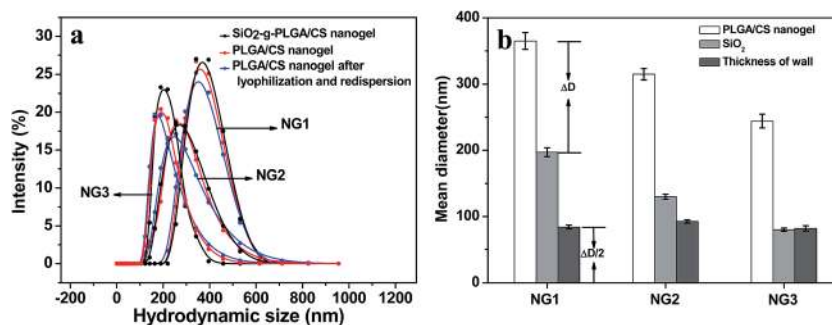 a
SiO2-g-PLGA/CS nanogel
PLGA/CS nanogel
PLGA/CS nanogel after
lyophilization and redispersion
NG1
NG2
NG3
Intensity (%)
30
25
20
15
10
5
0
-200 0 200 400 600 800 1000
Hydrodynamic size (nm)
b
PLGA/CS nanogel
SiO2
Thickness of wall
ΔD
ΔD/2
Mean diameter(nm)
400
300
200
100
0
NG1 NG2 NG3